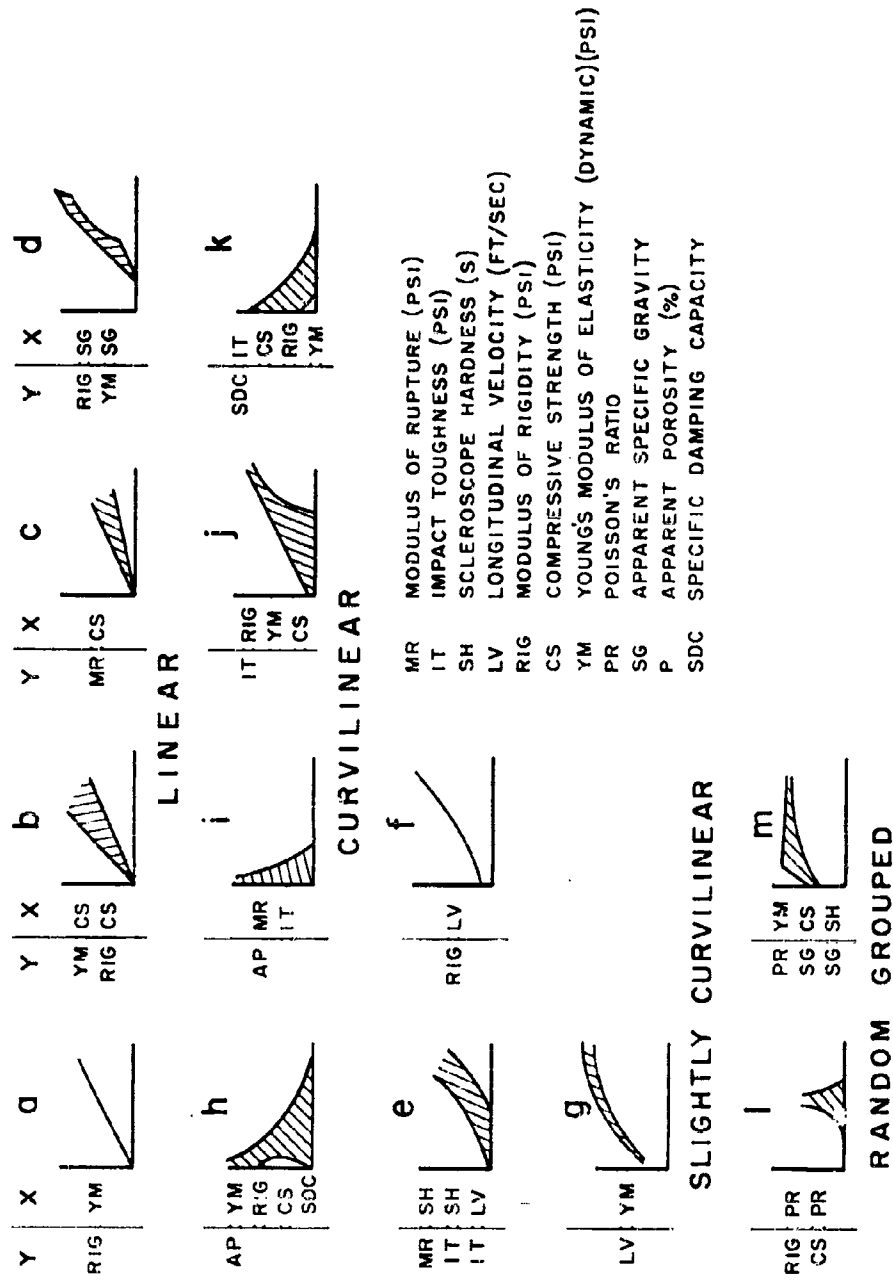 Y X a
RIG YM
Y X b
YM CS
RIG CS
Y X c
MR CS
Y X d
RIG SG
YM SG
LINEAR
h
AP YM
RIG
CS
SDC
i
AP MR
IT
j
IT RIG
YM
CS
k
SDC IT
CS
RIG
YM
CURVILINEAR
e
MR SH
IT SH
IT LV
f
RIG LV
g
LV YM
SLIGHTLY CURVILINEAR
l
RIG PR
CS PR
m
PR YM
SG CS
SG SH
RANDOM GROUPED
MR MODULUS OF RUPTURE (PSI)
IT IMPACT TOUGHNESS (PSI)
SH SCLEROSCOPE HARDNESS (S)
LV LONGITUDINAL VELOCITY (FT/SEC)
RIG MODULUS OF RIGIDITY (PSI)
CS COMPRESSIVE STRENGTH (PSI)
YM YOUNG'S MODULUS OF ELASTICITY (DYNAMIC)(PSI)
PR POISSON'S RATIO
SG APPARENT SPECIFIC GRAVITY
P APPARENT POROSITY (%)
SDC SPECIFIC DAMPING CAPACITY